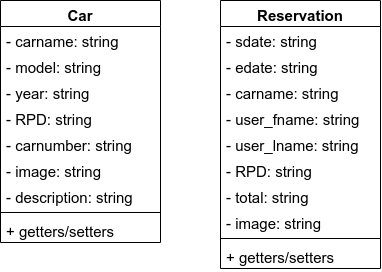 Car
- carname: string
- model: string
- year: string
- RPD: string
- carnumber: string
- image: string
- description: string
+ getters/setters
Reservation
- sdate: string
- edate: string
- carname: string
- user_fname: string
- user_lname: string
- RPD: string
- total: string
- image: string
+ getters/setters